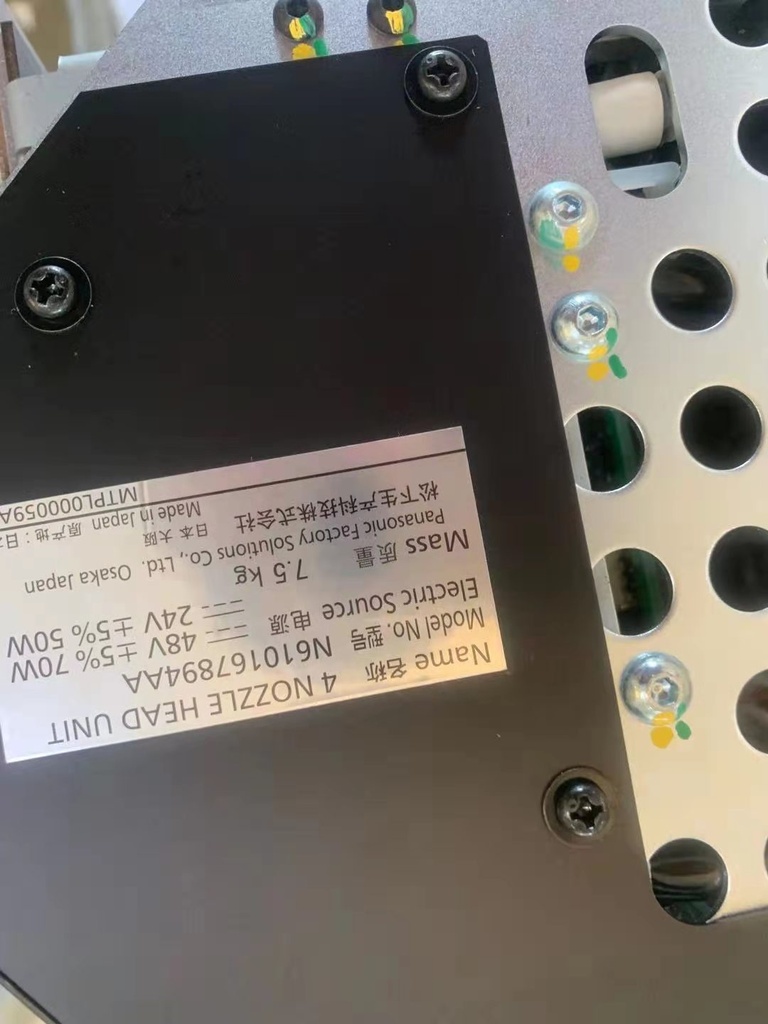 Name 名称 4 NOZZLE HEAD UNIT
Model No. 型号 N610167894AA
Electric Source 电源 48V ±5% 70W
24V ±5% 50W
Mass 质量 7.5 kg
Panasonic Factory Solutions Co., Ltd. Osaka Japan
松下生产科技株式会社 日本 大阪
Made in Japan 原产地：日本
MTPL000059A